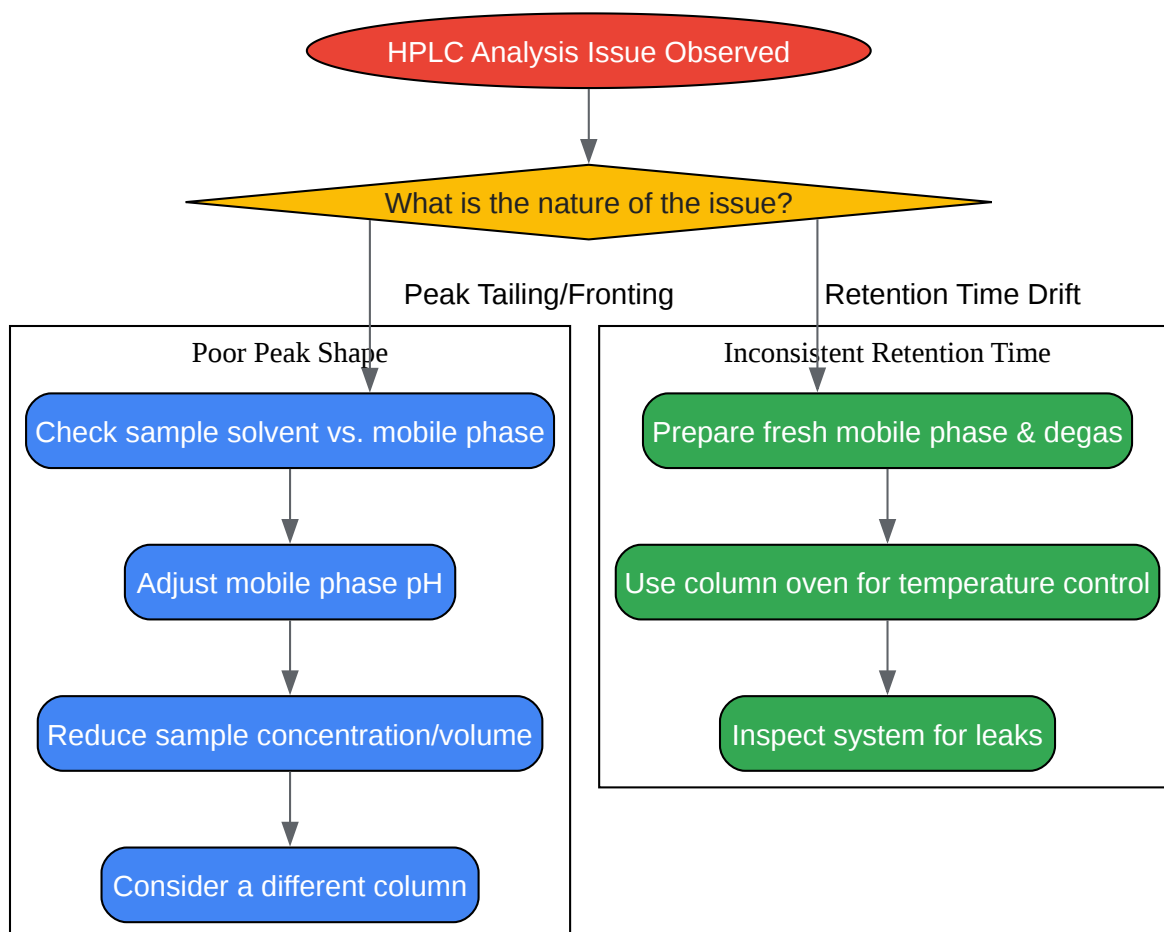 HPLC Analysis Issue Observed
What is the nature of the issue?
Peak Tailing/Fronting
Retention Time Drift
Poor Peak Shape
Check sample solvent vs. mobile phase
Adjust mobile phase pH
Reduce sample concentration/volume
Consider a different column
Inconsistent Retention Time
Prepare fresh mobile phase & degas
Use column oven for temperature control
Inspect system for leaks